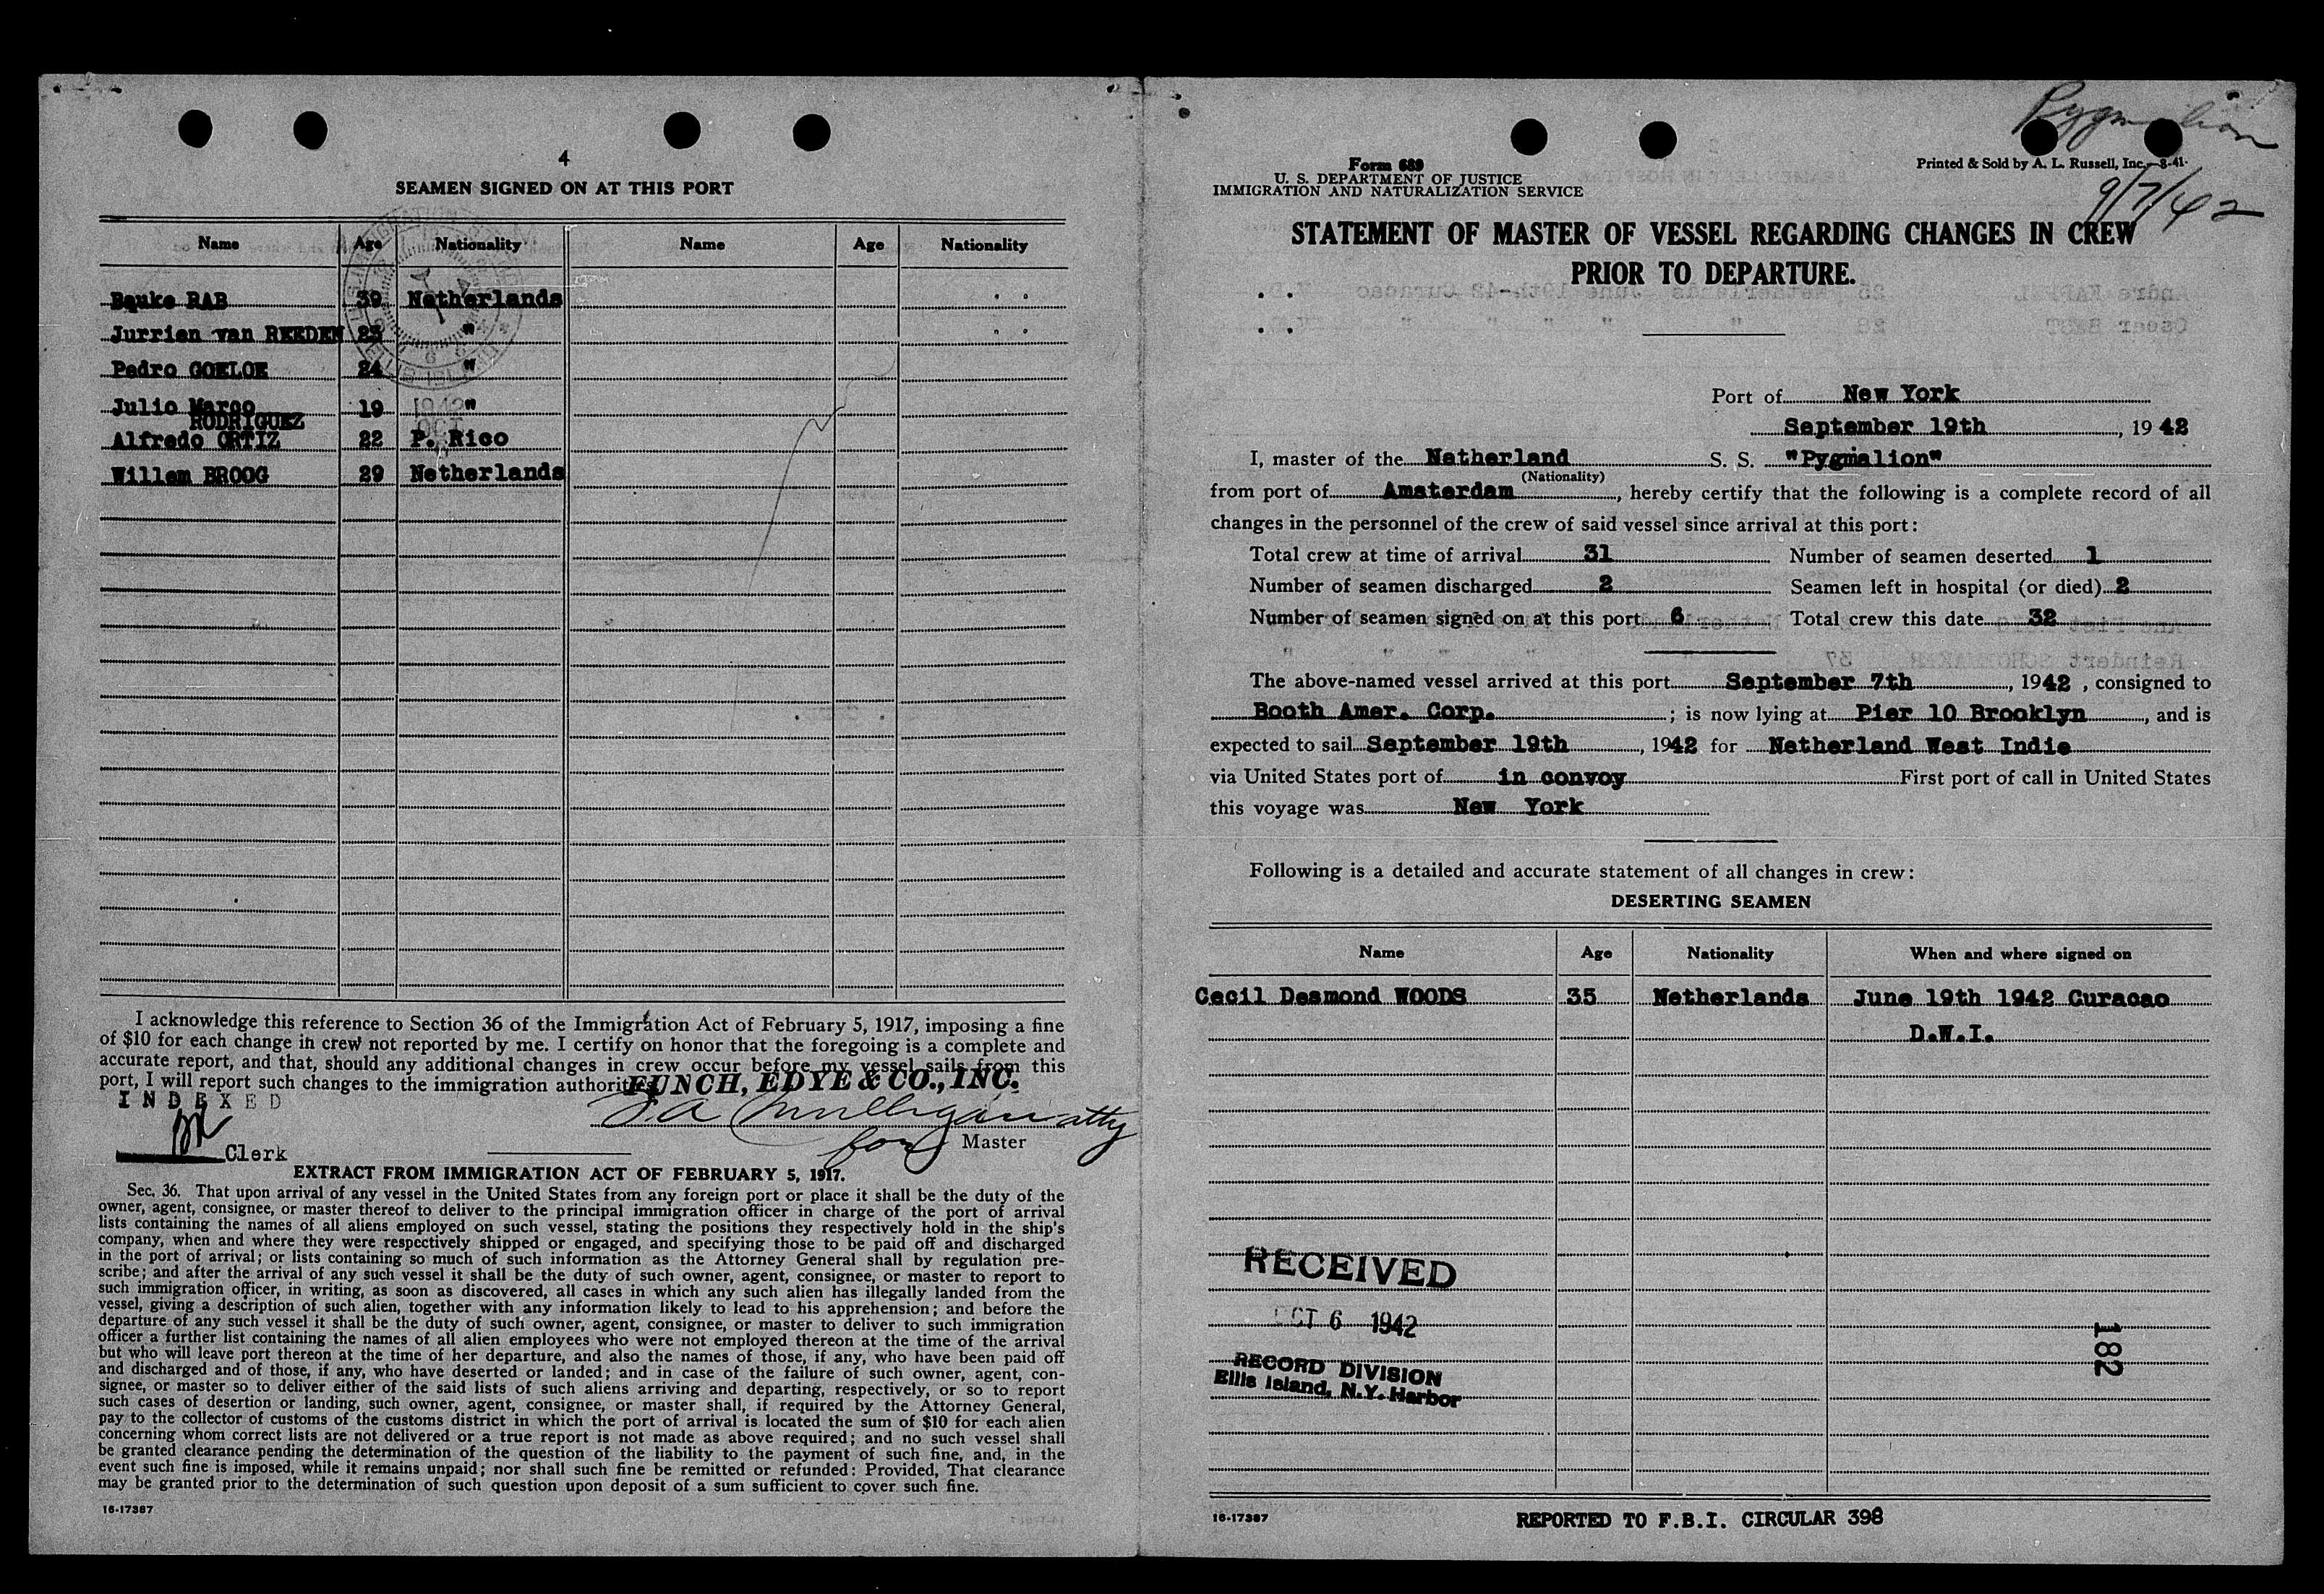 4
SEAMEN SIGNED ON AT THIS PORT
Name Age Nationality Name Age Nationality
Bauke RAB 39 Netherlands
Jurrien van REEDEN 23 "
Pedro GOELOE 24 "
Julio Marco RODRIGUEZ 19 "
Alfredo ORTIZ 22 P. Rico
Willem BROOG 29 Netherlands
1942
OCT
I acknowledge this reference to Section 36 of the Immigration Act of February 5, 1917, imposing a fine
of $10 for each change in crew not reported by me. I certify on honor that the foregoing is a complete and
accurate report, and that, should any additional changes in crew occur before my vessel sails from this
port, I will report such changes to the immigration authorities.
FUNCH, EDYE & CO., INC.
INDEXED
J.A. Mulligan atty
for Master
Clerk
EXTRACT FROM IMMIGRATION ACT OF FEBRUARY 5, 1917.
Sec. 36. That upon arrival of any vessel in the United States from any foreign port or place it shall be the duty of the
owner, agent, consignee, or master thereof to deliver to the principal immigration officer in charge of the port of arrival
lists containing the names of all aliens employed on such vessel, stating the positions they respectively hold in the ship's
company, when and where they were respectively shipped or engaged, and specifying those to be paid off and discharged
in the port of arrival; or lists containing so much of such information as the Attorney General shall by regulation pre-
scribe; and after the arrival of any such vessel it shall be the duty of such owner, agent, consignee, or master to report to
such immigration officer, in writing, as soon as discovered, all cases in which any such alien has illegally landed from the
vessel, giving a description of such alien, together with any information likely to lead to his apprehension; and before the
departure of any such vessel it shall be the duty of such owner, agent, consignee, or master to deliver to such immigration
officer a further list containing the names of all alien employees who were not employed thereon at the time of the arrival
but who will leave port thereon at the time of her departure, and also the names of those, if any, who have been paid off
and discharged and of those, if any, who have deserted or landed; and in case of the failure of such owner, agent, con-
signee, or master so to deliver either of the said lists of such aliens arriving and departing, respectively, or so to report
such cases of desertion or landing, such owner, agent, consignee, or master shall, if required by the Attorney General,
pay to the collector of customs of the customs district in which the port of arrival is located the sum of $10 for each alien
concerning whom correct lists are not delivered or a true report is not made as above required; and no such vessel shall
be granted clearance pending the determination of the question of the liability to the payment of such fine, and, in the
event such fine is imposed, while it remains unpaid; nor shall such fine be remitted or refunded: Provided, That clearance
may be granted prior to the determination of such question upon deposit of a sum sufficient to cover such fine.
16-17387
Pygmalion
Form 689
U. S. DEPARTMENT OF JUSTICE
IMMIGRATION AND NATURALIZATION SERVICE
Printed & Sold by A. L. Russell, Inc.—8-41
9/7/42
STATEMENT OF MASTER OF VESSEL REGARDING CHANGES IN CREW
PRIOR TO DEPARTURE.
Port of New York
September 19th, 1942
I, master of the Netherland S. S. "Pygmalion"
(Nationality)
from port of Amsterdam, hereby certify that the following is a complete record of all
changes in the personnel of the crew of said vessel since arrival at this port:
Total crew at time of arrival 31 Number of seamen deserted 1
Number of seamen discharged 2 Seamen left in hospital (or died) 2
Number of seamen signed on at this port 6 Total crew this date 32
The above-named vessel arrived at this port September 7th, 1942, consigned to
Booth Amer. Corp.; is now lying at Pier 10 Brooklyn, and is
expected to sail September 19th, 1942 for Netherland West Indie
via United States port of in convoy First port of call in United States
this voyage was New York
Following is a detailed and accurate statement of all changes in crew:
DESERTING SEAMEN
Name Age Nationality When and where signed on
Cecil Desmond WOODS 35 Netherlands June 19th 1942 Curacao
D.W.I.
RECEIVED
OCT 6 1942
RECORD DIVISION
Ellis Island, N.Y. Harbor
182
16-17387
REPORTED TO F.B.I. CIRCULAR 398